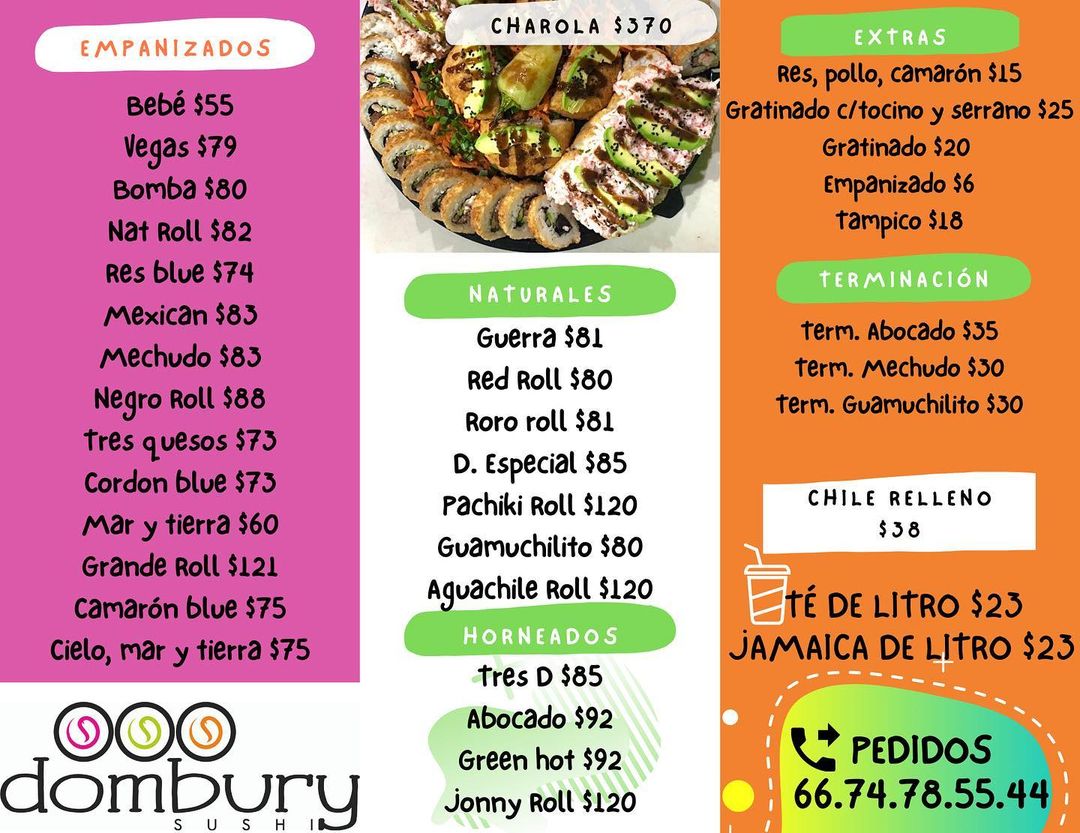 EMPANIZADOS
Bebé $55
Vegas $79
Bomba $80
Nat Roll $82
Res blue $74
Mexican $83
Mechudo $83
Negro Roll $88
Tres quesos $73
Cordon blue $73
Mar y tierra $60
Grande Roll $121
Camarón blue $75
Cielo, mar y tierra $75
dombury
SUSHI
CHAROLA $370
NATURALES
Guerra $81
Red Roll $80
Roro roll $81
D. Especial $85
Pachiki Roll $120
Guamuchilito $80
Aguachile Roll $120
HORNEADOS
Tres D $85
Abocado $92
Green hot $92
Jonny Roll $120
EXTRAS
Res, pollo, camarón $15
Gratinado c/tocino y serrano $25
Gratinado $20
Empanizado $6
Tampico $18
TERMINACIÓN
Term. Abocado $35
Term. Mechudo $30
Term. Guamuchilito $30
CHILE RELLENO
$38
TÉ DE LITRO $23
JAMAICA DE LITRO $23
PEDIDOS
66.74.78.55.44